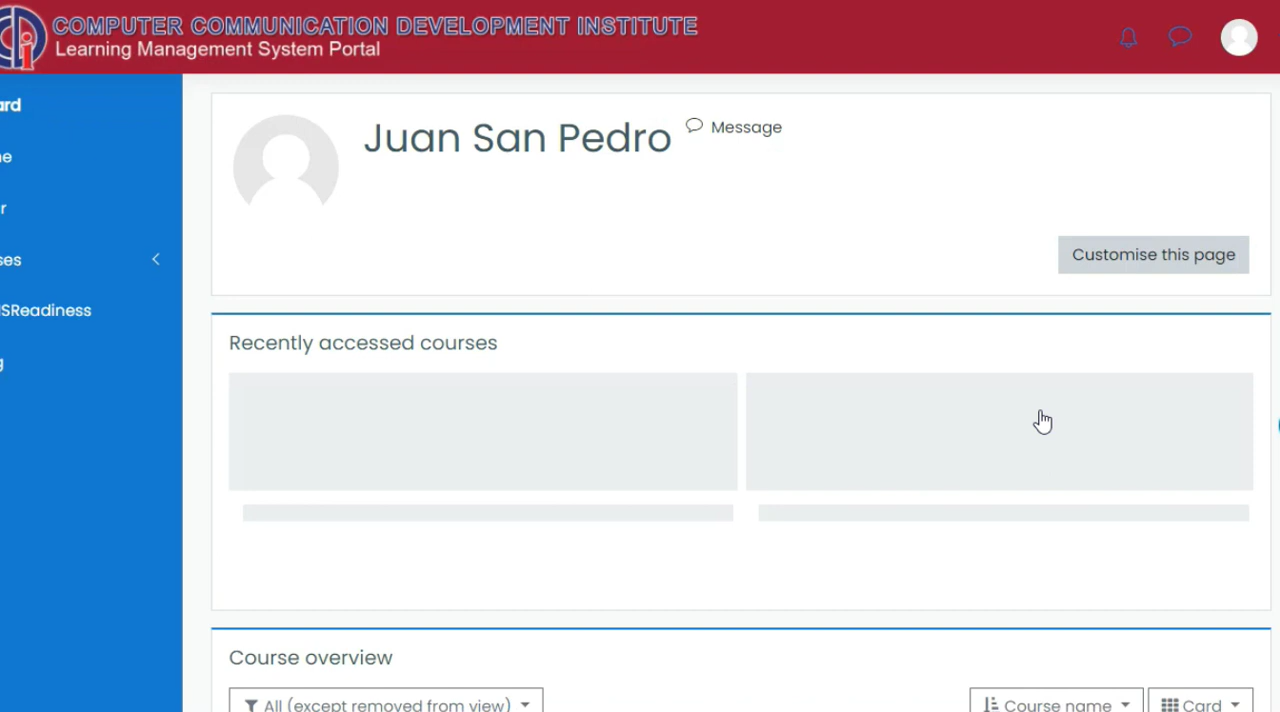 COMPUTER COMMUNICATION DEVELOPMENT INSTITUTE
Learning Management System Portal
ard
ne
r
ses
SReadiness
g
Juan San Pedro
Message
Customise this page
Recently accessed courses
Course overview
All (except removed from view)
Course name
Card